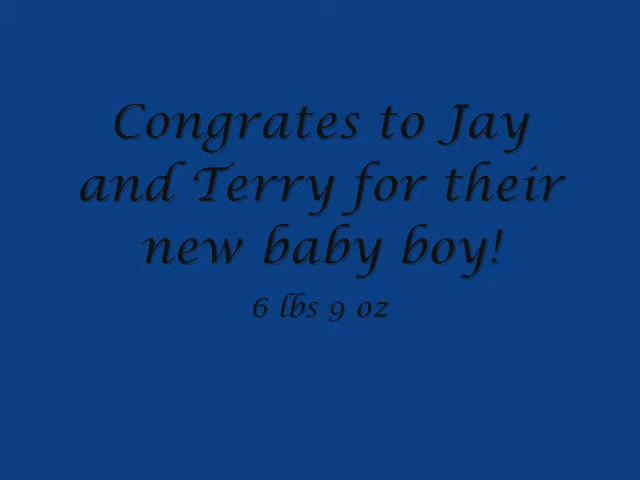 Congrates to Jay
and Terry for their
new baby boy!
6 lbs 9 oz